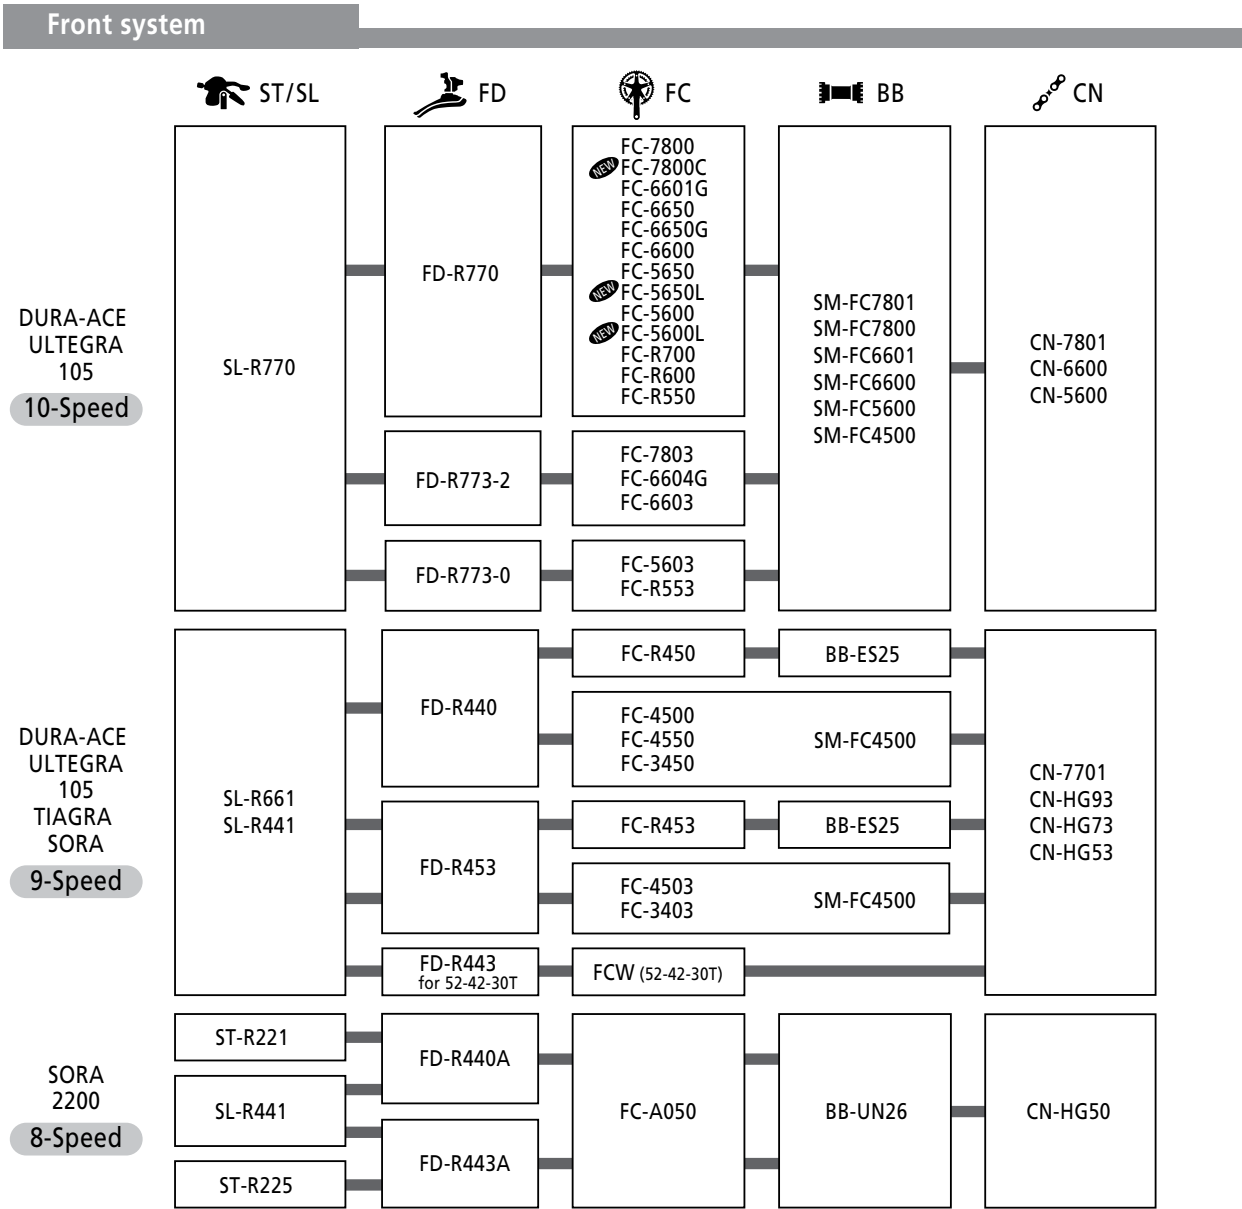 Front system
ST/SL
FD
FC
BB
CN
DURA-ACE
ULTEGRA
105
10-Speed
SL-R770
FD-R770
FC-7800
NEW FC-7800C
FC-6601G
FC-6650
FC-6650G
FC-6600
FC-5650
NEW FC-5650L
FC-5600
NEW FC-5600L
FC-R700
FC-R600
FC-R550
FD-R773-2
FC-7803
FC-6604G
FC-6603
FD-R773-0
FC-5603
FC-R553
SM-FC7801
SM-FC7800
SM-FC6601
SM-FC6600
SM-FC5600
SM-FC4500
CN-7801
CN-6600
CN-5600
DURA-ACE
ULTEGRA
105
TIAGRA
SORA
9-Speed
SL-R661
SL-R441
FD-R440
FC-R450
BB-ES25
FC-4500
FC-4550
FC-3450
SM-FC4500
FD-R453
FC-R453
BB-ES25
FC-4503
FC-3403
SM-FC4500
FD-R443
for 52-42-30T
FCW (52-42-30T)
CN-7701
CN-HG93
CN-HG73
CN-HG53
SORA
2200
8-Speed
ST-R221
SL-R441
ST-R225
FD-R440A
FD-R443A
FC-A050
BB-UN26
CN-HG50